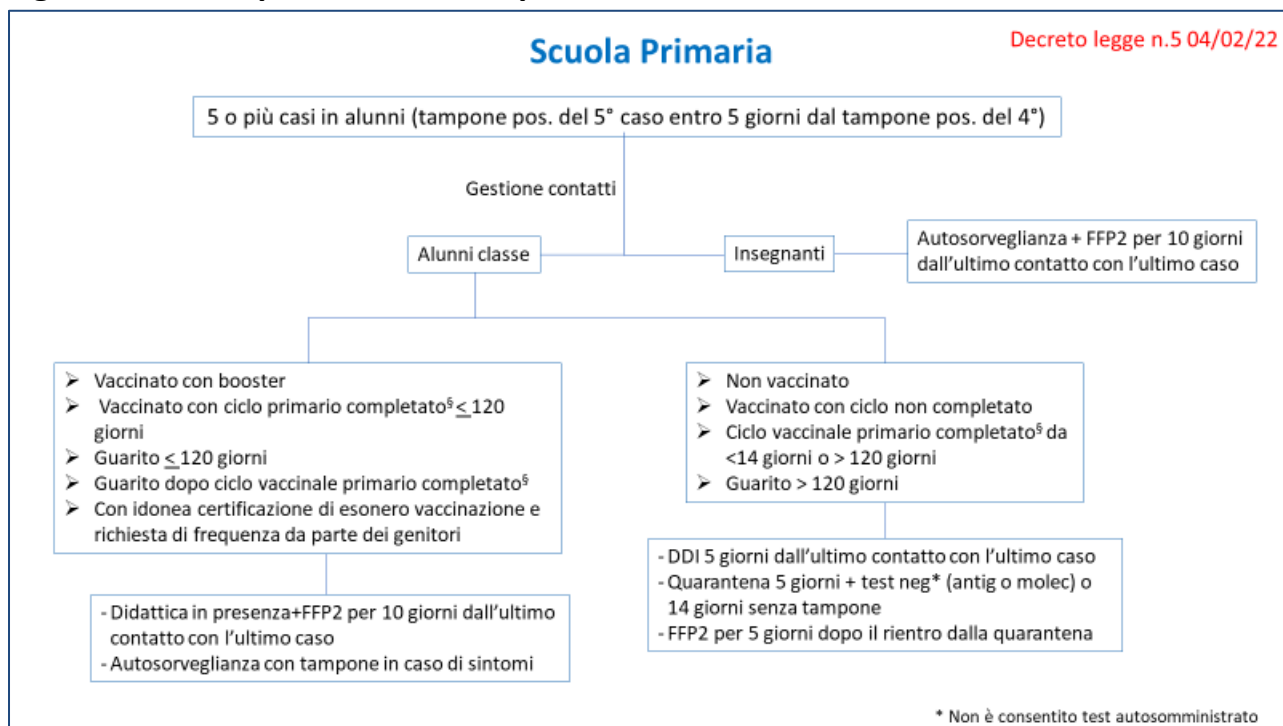 Scuola Primaria
Decreto legge n.5 04/02/22
5 o più casi in alunni (tampone pos. del 5° caso entro 5 giorni dal tampone pos. del 4°)
Gestione contatti
Alunni classe
Insegnanti
Autosorveglianza + FFP2 per 10 giorni
dall'ultimo contatto con l'ultimo caso
➢ Vaccinato con booster
➢ Vaccinato con ciclo primario completato§ ≤ 120
giorni
➢ Guarito ≤ 120 giorni
➢ Guarito dopo ciclo vaccinale primario completato§
➢ Con idonea certificazione di esonero vaccinazione e
richiesta di frequenza da parte dei genitori
➢ Non vaccinato
➢ Vaccinato con ciclo non completato
➢ Ciclo vaccinale primario completato§ da
<14 giorni o > 120 giorni
➢ Guarito > 120 giorni
- Didattica in presenza+FFP2 per 10 giorni dall'ultimo
contatto con l'ultimo caso
- Autosorveglianza con tampone in caso di sintomi
- DDI 5 giorni dall'ultimo contatto con l'ultimo caso
- Quarantena 5 giorni + test neg* (antig o molec) o
14 giorni senza tampone
- FFP2 per 5 giorni dopo il rientro dalla quarantena
* Non è consentito test autosomministrato